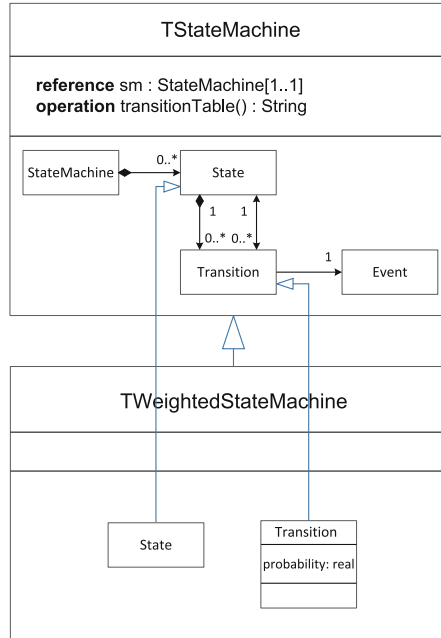 TStateMachine
reference sm : StateMachine[1..1]
operation transitionTable() : String
StateMachine
0..*
State
1
1
0..*
0..*
Transition
1
Event
TWeightedStateMachine
State
Transition
probability: real